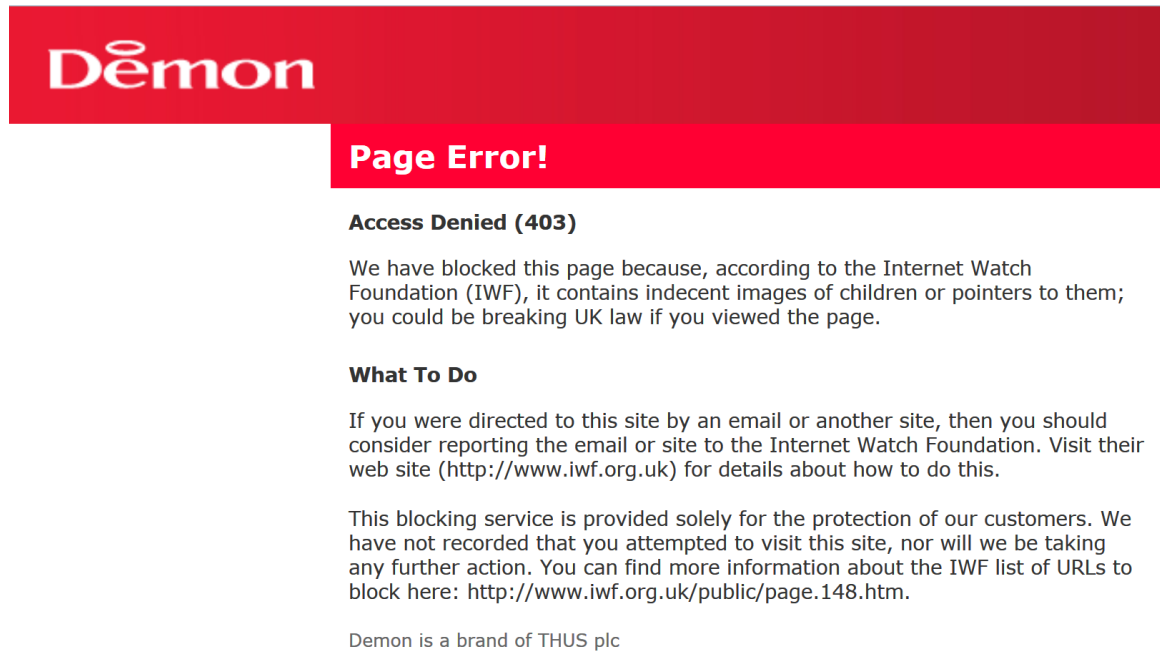 Demon
Page Error!
Access Denied (403)
We have blocked this page because, according to the Internet Watch
Foundation (IWF), it contains indecent images of children or pointers to them;
you could be breaking UK law if you viewed the page.
What To Do
If you were directed to this site by an email or another site, then you should
consider reporting the email or site to the Internet Watch Foundation. Visit their
web site (http://www.iwf.org.uk) for details about how to do this.
This blocking service is provided solely for the protection of our customers. We
have not recorded that you attempted to visit this site, nor will we be taking
any further action. You can find more information about the IWF list of URLs to
block here: http://www.iwf.org.uk/public/page.148.htm.
Demon is a brand of THUS plc